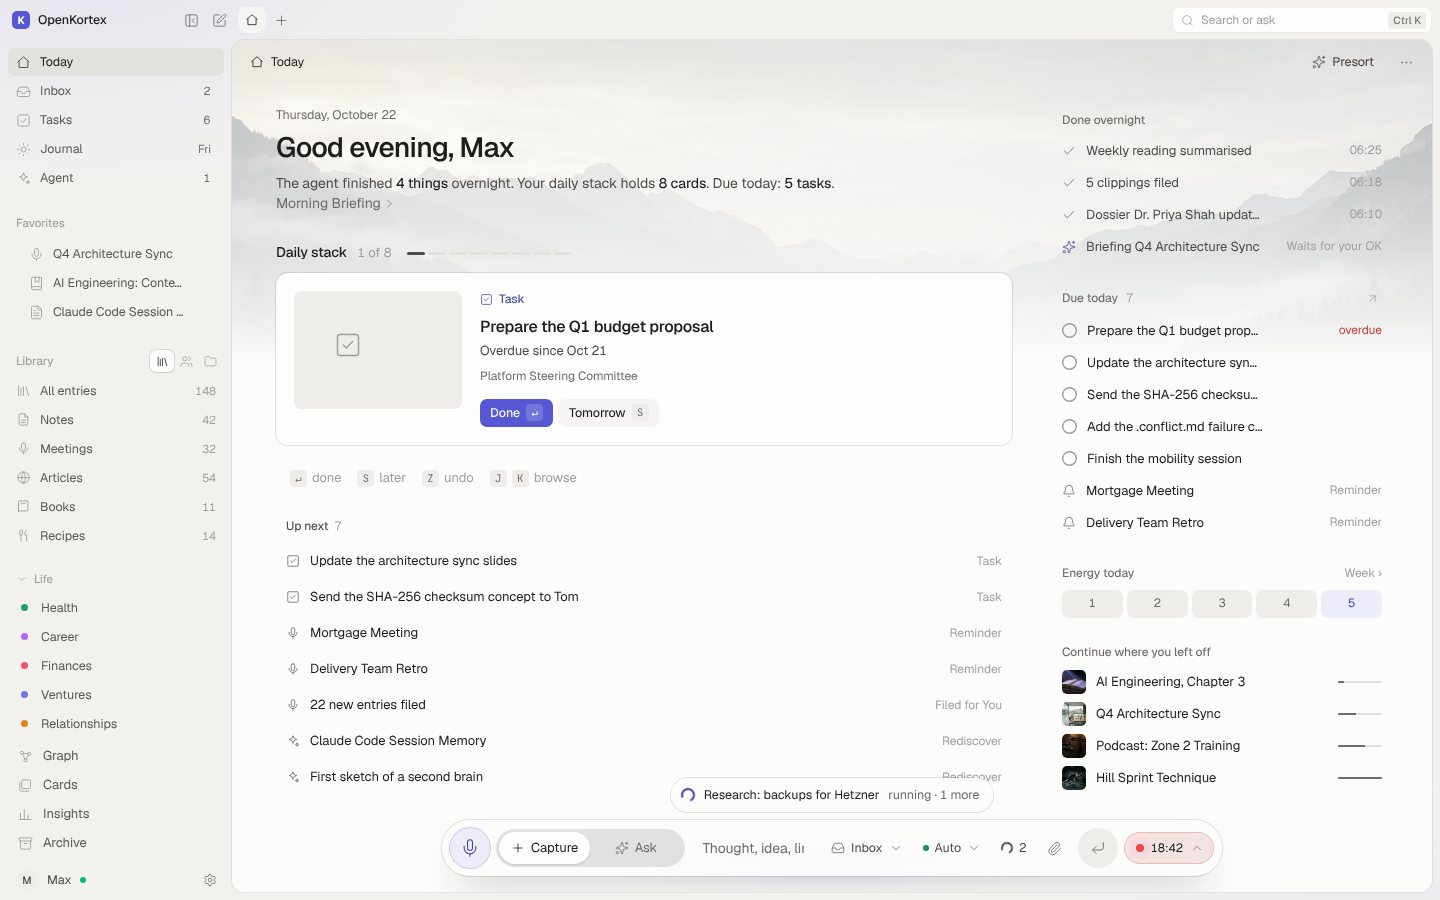 K OpenKortex
Search or ask Ctrl K
Today
Inbox 2
Tasks 6
Journal Fri
Agent 1
Favorites
Q4 Architecture Sync
AI Engineering: Conte...
Claude Code Session ...
Library
All entries 148
Notes 42
Meetings 32
Articles 54
Books 11
Recipes 14
Life
Health
Career
Finances
Ventures
Relationships
Graph
Cards
Insights
Archive
M Max
Today
Presort
Thursday, October 22
Good evening, Max
The agent finished 4 things overnight. Your daily stack holds 8 cards. Due today: 5 tasks.
Morning Briefing >
Daily stack 1 of 8
Task
Prepare the Q1 budget proposal
Overdue since Oct 21
Platform Steering Committee
Done ↵ Tomorrow S
↵ done S later Z undo J K browse
Up next 7
Update the architecture sync slides Task
Send the SHA-256 checksum concept to Tom Task
Mortgage Meeting Reminder
Delivery Team Retro Reminder
22 new entries filed Filed for You
Claude Code Session Memory Rediscover
First sketch of a second brain Rediscover
Done overnight
Weekly reading summarised 06:25
5 clippings filed 06:18
Dossier Dr. Priya Shah updat... 06:10
Briefing Q4 Architecture Sync Waits for your OK
Due today 7
Prepare the Q1 budget prop... overdue
Update the architecture syn...
Send the SHA-256 checksu...
Add the .conflict.md failure c...
Finish the mobility session
Mortgage Meeting Reminder
Delivery Team Retro Reminder
Energy today Week ›
1 2 3 4 5
Continue where you left off
AI Engineering, Chapter 3
Q4 Architecture Sync
Podcast: Zone 2 Training
Hill Sprint Technique
Research: backups for Hetzner running · 1 more
Capture Ask Thought, idea, lin Inbox Auto 2 18:42